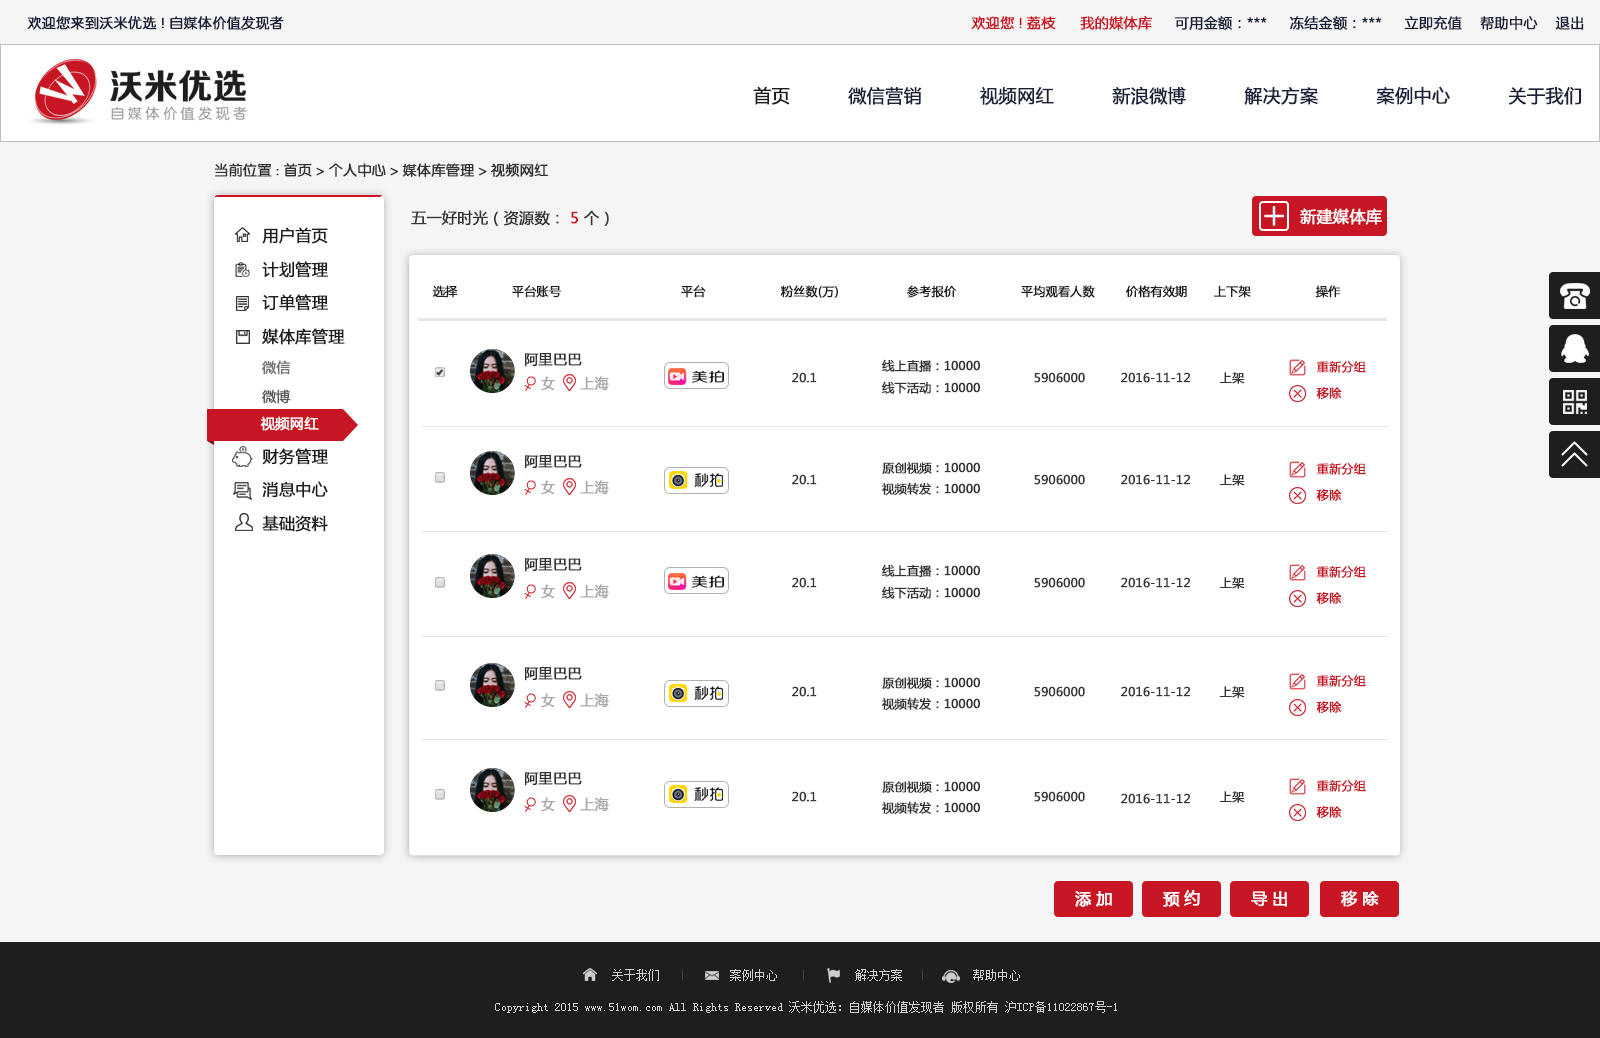 欢迎您来到沃米优选！自媒体价值发现者
欢迎您！荔枝 我的媒体库 可用金额：*** 冻结金额：*** 立即充值 帮助中心 退出
沃米优选
自媒体价值发现者
首页 微信营销 视频网红 新浪微博 解决方案 案例中心 关于我们
当前位置 : 首页 > 个人中心 > 媒体库管理 > 视频网红
用户首页
计划管理
订单管理
媒体库管理
微信
微博
视频网红
财务管理
消息中心
基础资料
五一好时光（资源数： 5 个）
新建媒体库
选择 平台账号 平台 粉丝数(万) 参考报价 平均观看人数 价格有效期 上下架 操作
阿里巴巴
女 上海
美拍
20.1
线上直播：10000
线下活动：10000
5906000
2016-11-12
上架
重新分组
移除
阿里巴巴
女 上海
秒拍
20.1
原创视频：10000
视频转发：10000
5906000
2016-11-12
上架
重新分组
移除
阿里巴巴
女 上海
美拍
20.1
线上直播：10000
线下活动：10000
5906000
2016-11-12
上架
重新分组
移除
阿里巴巴
女 上海
秒拍
20.1
原创视频：10000
视频转发：10000
5906000
2016-11-12
上架
重新分组
移除
阿里巴巴
女 上海
秒拍
20.1
原创视频：10000
视频转发：10000
5906000
2016-11-12
上架
重新分组
移除
添加 预约 导出 移除
关于我们 案例中心 解决方案 帮助中心
Copyright 2015 www.51wom.com All Rights Reserved 沃米优选：自媒体价值发现者 版权所有 沪ICP备11022867号-1